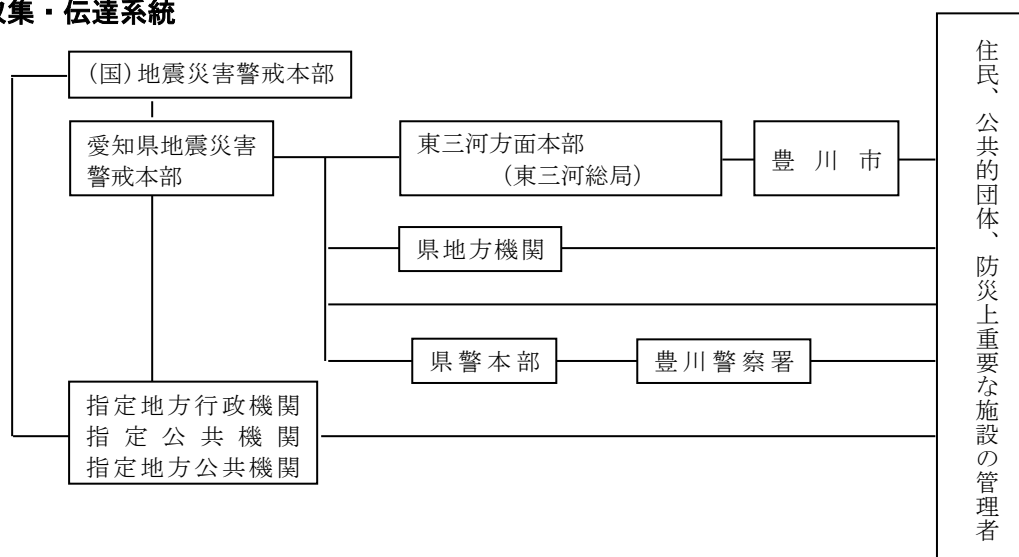 収集・伝達系統
(国)地震災害警戒本部
愛知県地震災害
警戒本部
東三河方面本部
(東三河総局)
豊川市
県地方機関
県警本部
豊川警察署
指定地方行政機関
指定公共機関
指定地方公共機関
住民、公共的団体、防災上重要な施設の管理者